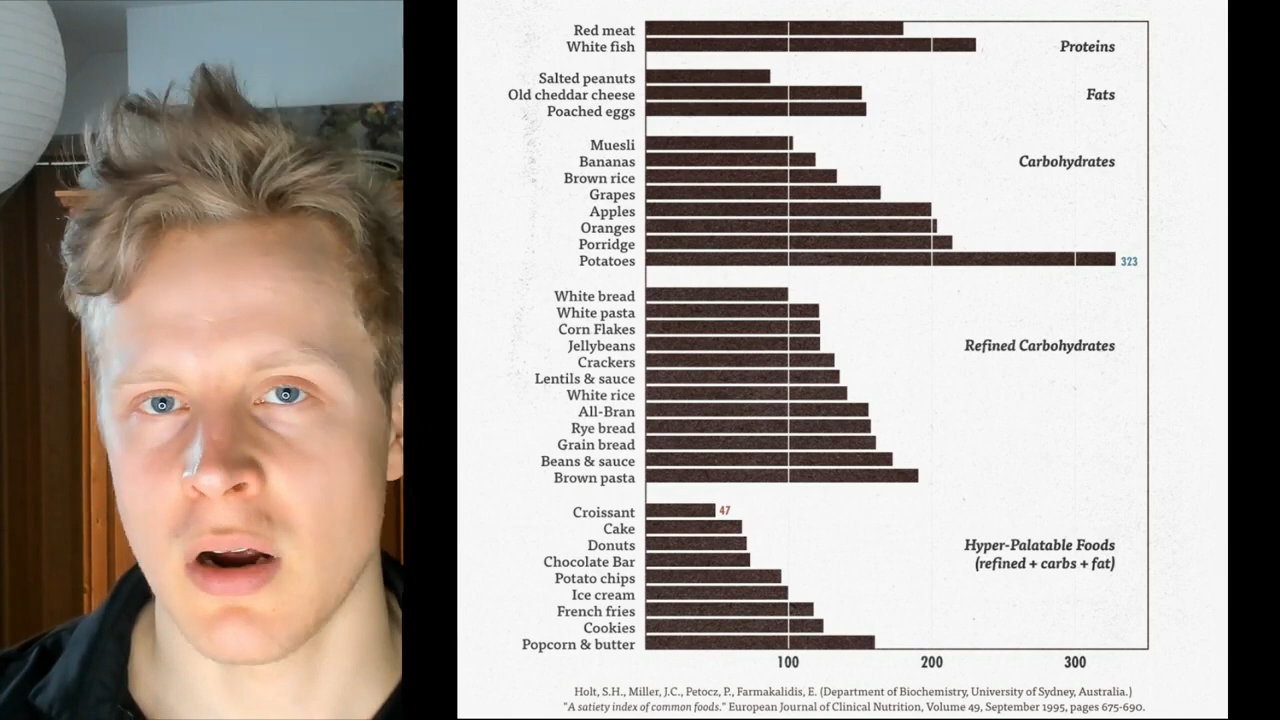 Red meat
White fish
Proteins
Salted peanuts
Old cheddar cheese
Fats
Poached eggs
Muesli
Bananas
Carbohydrates
Brown rice
Grapes
Apples
Oranges
Porridge
Potatoes
323
White bread
White pasta
Corn Flakes
Jellybeans
Refined Carbohydrates
Crackers
Lentils & sauce
White rice
All-Bran
Rye bread
Grain bread
Beans & sauce
Brown pasta
Croissant
47
Cake
Donuts
Hyper-Palatable Foods
Chocolate Bar
(refined + carbs + fat)
Potato chips
Ice cream
French fries
Cookies
Popcorn & butter
100 200 300
Holt, S.H., Miller, J.C., Petocz, P., Farmakalidis, E. (Department of Biochemistry, University of Sydney, Australia.)
"A satiety index of common foods." European Journal of Clinical Nutrition, Volume 49, September 1995, pages 675-690.